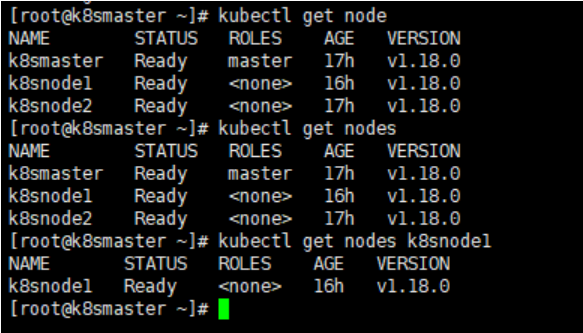 [root@k8smaster ~]# kubectl get node
NAME STATUS ROLES AGE VERSION
k8smaster Ready master 17h v1.18.0
k8snode1 Ready <none> 16h v1.18.0
k8snode2 Ready <none> 17h v1.18.0
[root@k8smaster ~]# kubectl get nodes
NAME STATUS ROLES AGE VERSION
k8smaster Ready master 17h v1.18.0
k8snode1 Ready <none> 16h v1.18.0
k8snode2 Ready <none> 17h v1.18.0
[root@k8smaster ~]# kubectl get nodes k8snode1
NAME STATUS ROLES AGE VERSION
k8snode1 Ready <none> 16h v1.18.0
[root@k8smaster ~]#